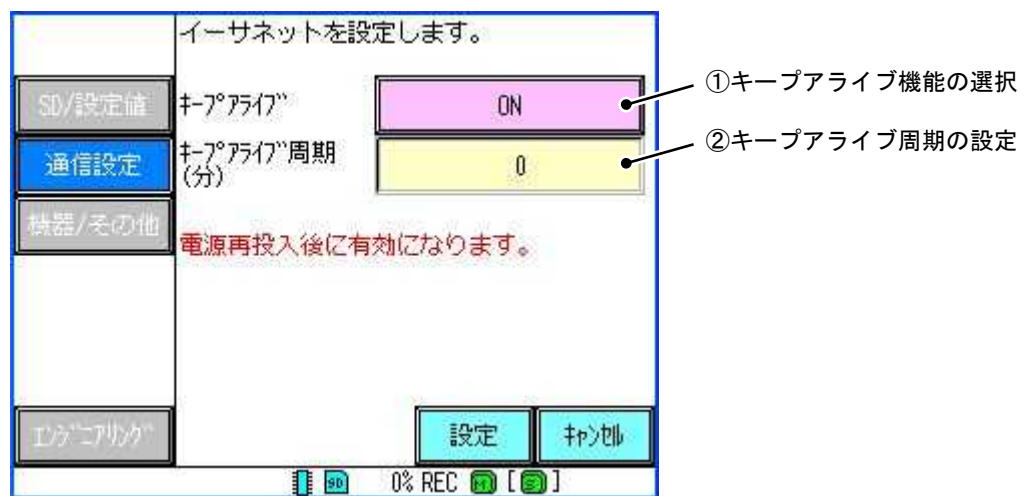 イーサネットを設定します。
SD/設定値
ｷｰﾌﾟｱﾗｲﾌﾞ
ON
①キープアライブ機能の選択
通信設定
ｷｰﾌﾟｱﾗｲﾌﾞ周期
(分)
0
②キープアライブ周期の設定
機器/その他
電源再投入後に有効になります。
ｴﾝｼﾞﾆｱﾘﾝｸﾞ
設定
ｷｬﾝｾﾙ
SD
0% REC M [ S ]